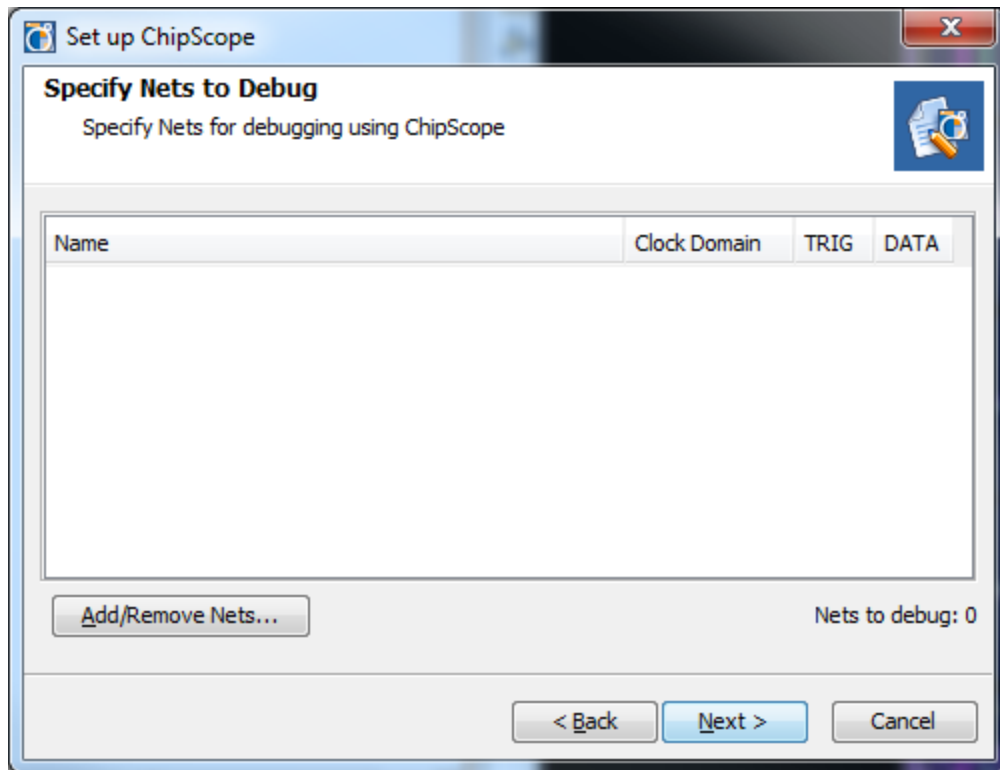 Set up ChipScope
Specify Nets to Debug
Specify Nets for debugging using ChipScope
Name Clock Domain TRIG DATA
Add/Remove Nets... Nets to debug: 0
< Back Next > Cancel